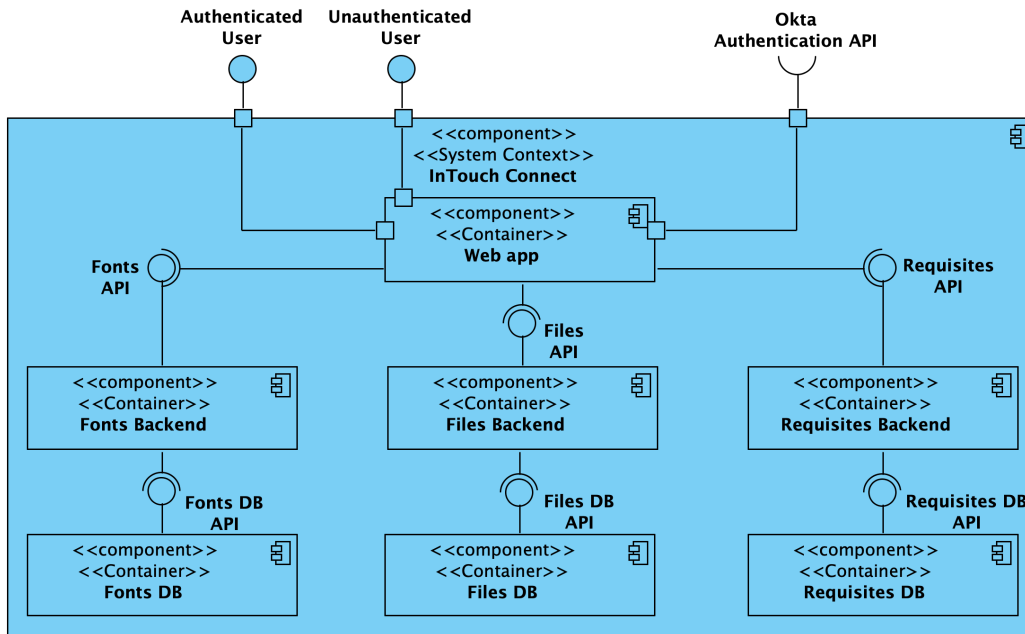 Authenticated
User
Unauthenticated
User
Okta
Authentication API
<<component>>
<<System Context>>
InTouch Connect
<<component>>
<<Container>>
Web app
Fonts
API
Files
API
Requisites
API
<<component>>
<<Container>>
Fonts Backend
<<component>>
<<Container>>
Files Backend
<<component>>
<<Container>>
Requisites Backend
Fonts DB
API
Files DB
API
Requisites DB
API
<<component>>
<<Container>>
Fonts DB
<<component>>
<<Container>>
Files DB
<<component>>
<<Container>>
Requisites DB